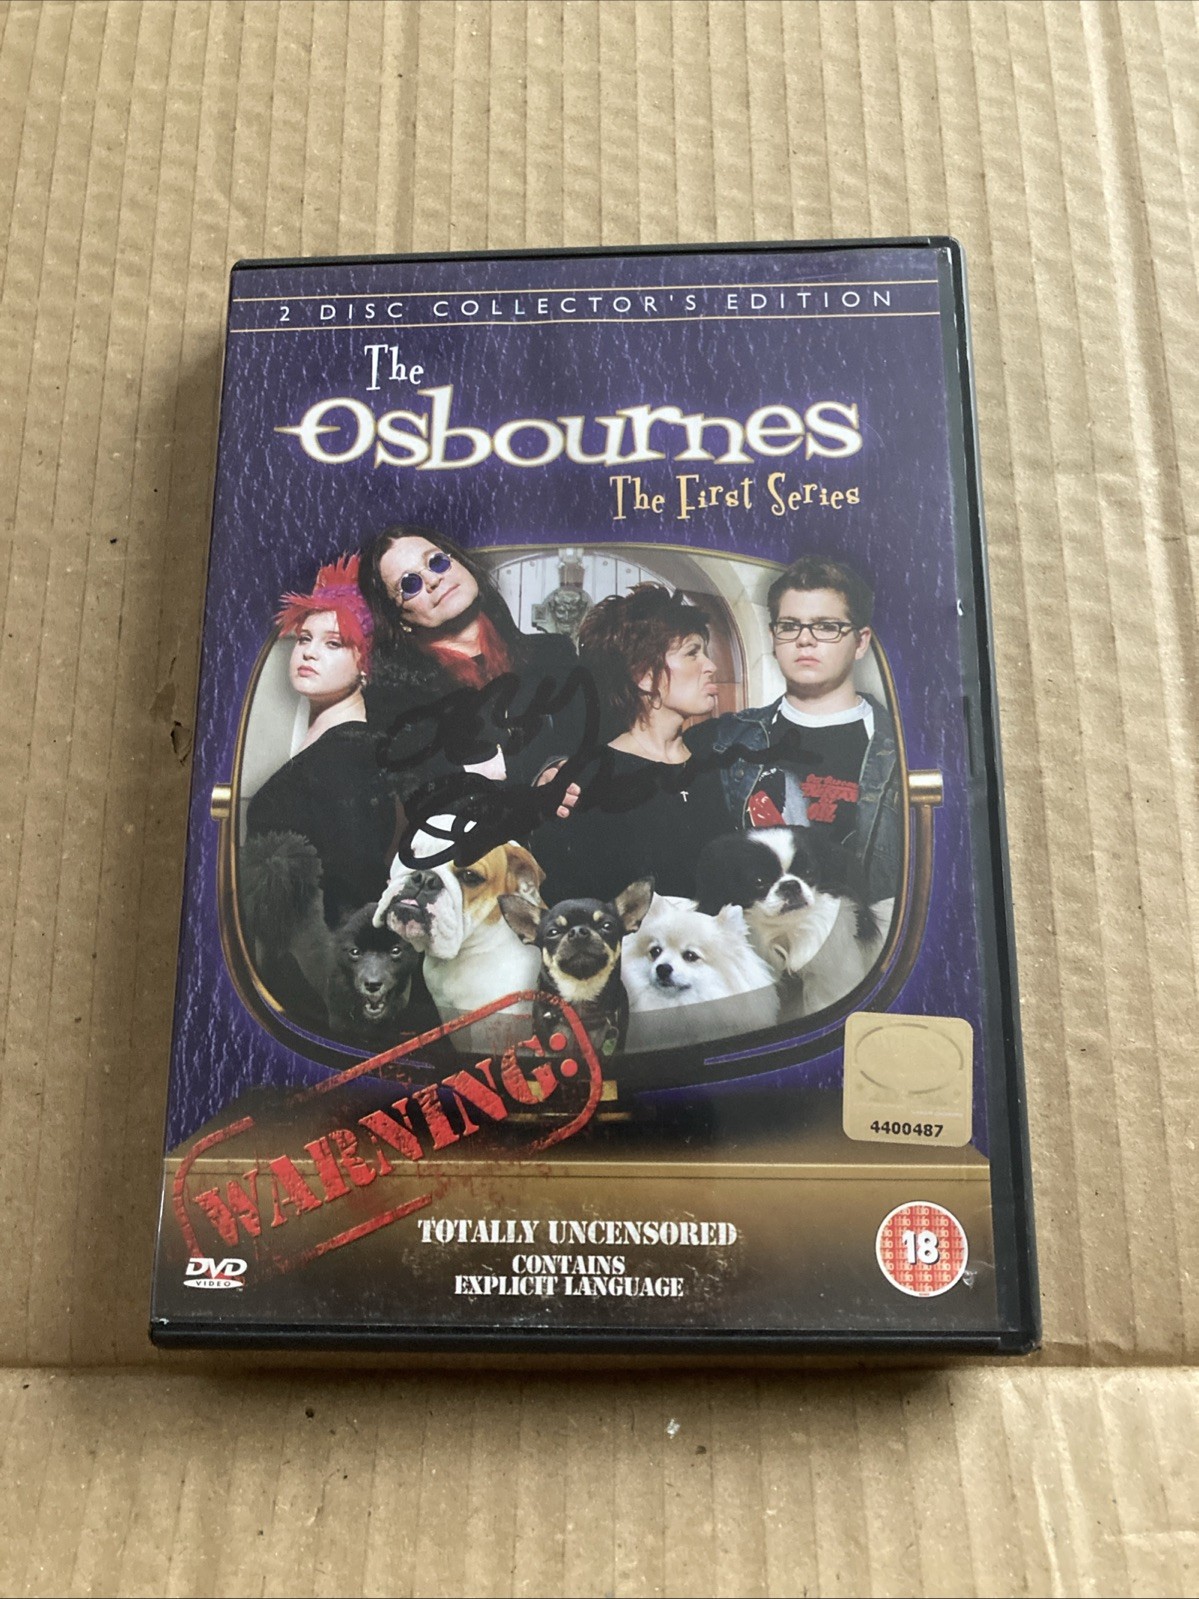 2 DISC COLLECTOR'S EDITION
The
Osbournes
The First Series
4400487
WARNING:
TOTALLY UNCENSORED
CONTAINS
EXPLICIT LANGUAGE
DVD
VIDEO
18